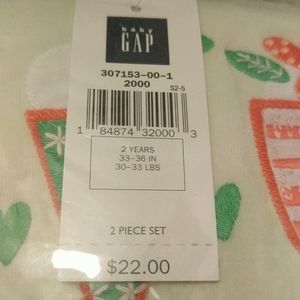 baby
GAP
307153-00-1
2000
S2-5
1 84874 32000 3
2 YEARS
33-36 IN
30-33 LBS
2 PIECE SET
$22.00